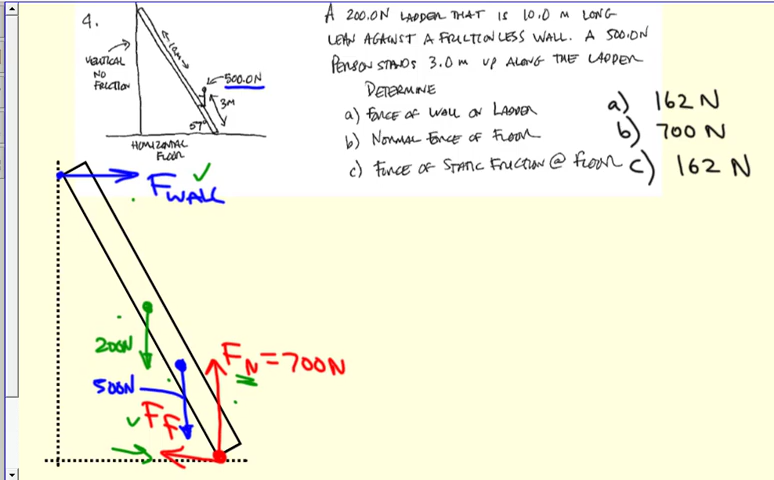 4.
VERTICAL
NO
FRICTION
10M
500.0N
3M
57°
HORIZONTAL
FLOOR
A 200.0N LADDER THAT IS 10.0 M LONG
LEAN AGAINST A FRICTIONLESS WALL. A 500.0N
PERSON STANDS 3.0 M UP ALONG THE LADDER
DETERMINE
a) FORCE OF WALL ON LADDER
b) NORMAL FORCE OF FLOOR
c) FORCE OF STATIC FRICTION @ FLOOR
a) 162 N
b) 700 N
c) 162 N
FWALL
200N
500N
FN = 700N
Ff